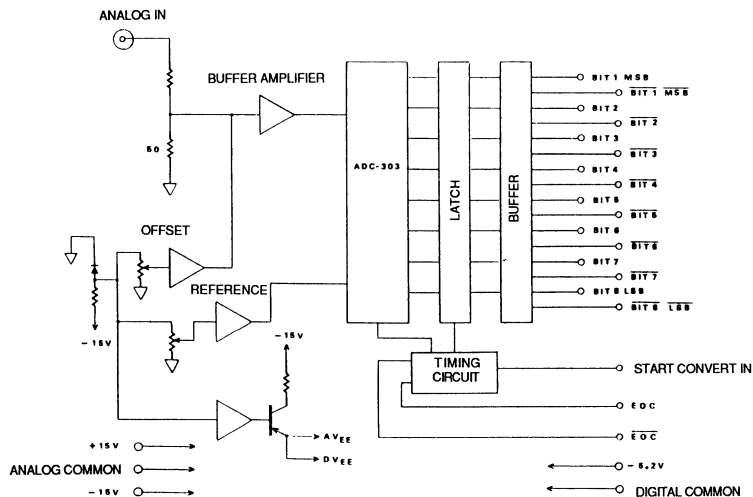 ANALOG IN
BUFFER AMPLIFIER
50
ADC-303
LATCH
BUFFER
BIT 1 MSB
BIT 1 MSB
BIT 2
BIT 2
BIT 3
BIT 3
BIT 4
BIT 4
BIT 5
BIT 5
BIT 6
BIT 6
BIT 7
BIT 7
BIT 8 LSB
BIT 8 LSB
OFFSET
REFERENCE
-15V
-15V
TIMING
CIRCUIT
START CONVERT IN
EOC
EOC
AVEE
DVEE
+15V
ANALOG COMMON
-15V
-5.2V
DIGITAL COMMON